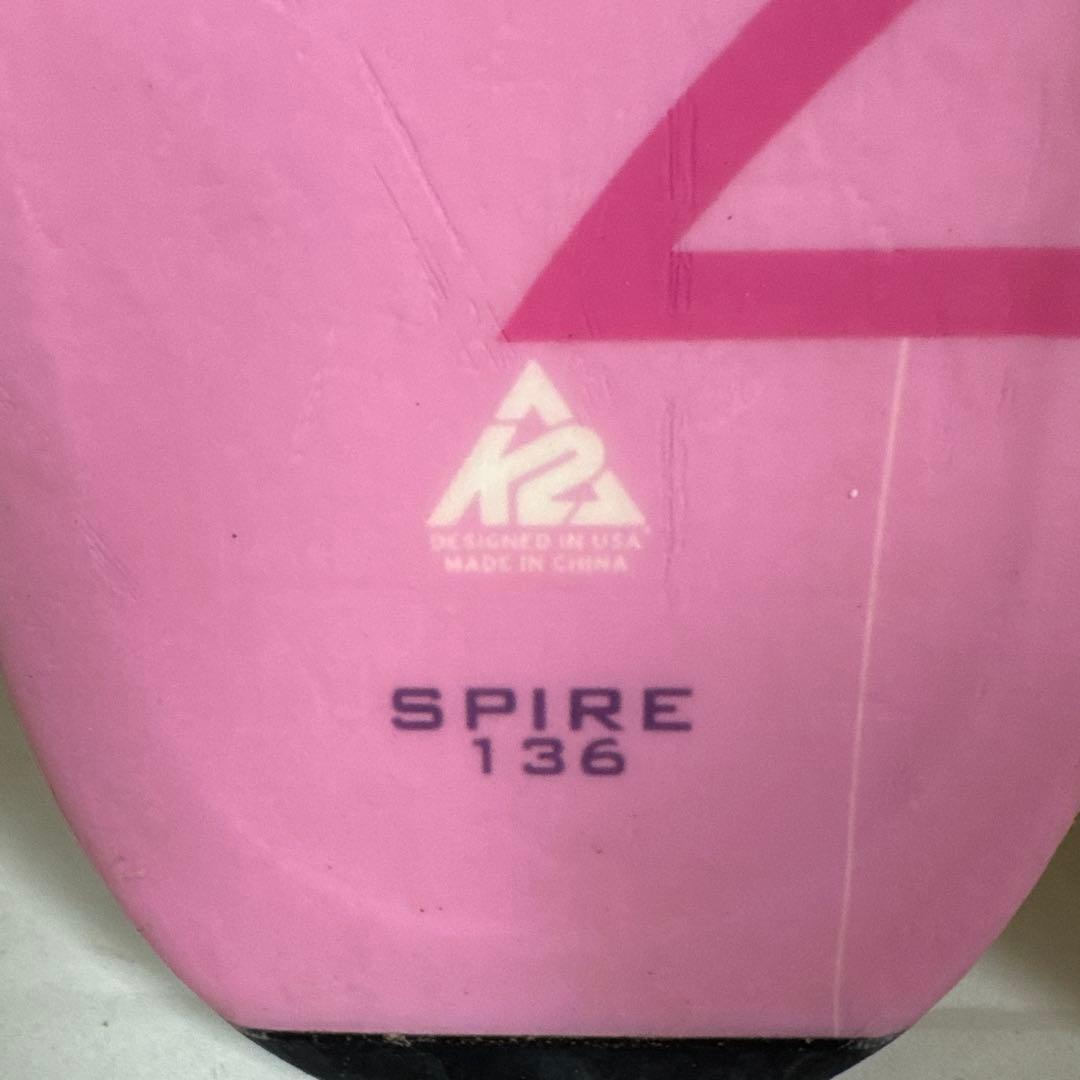 K2
DESIGNED IN USA
MADE IN CHINA
SPIRE
136